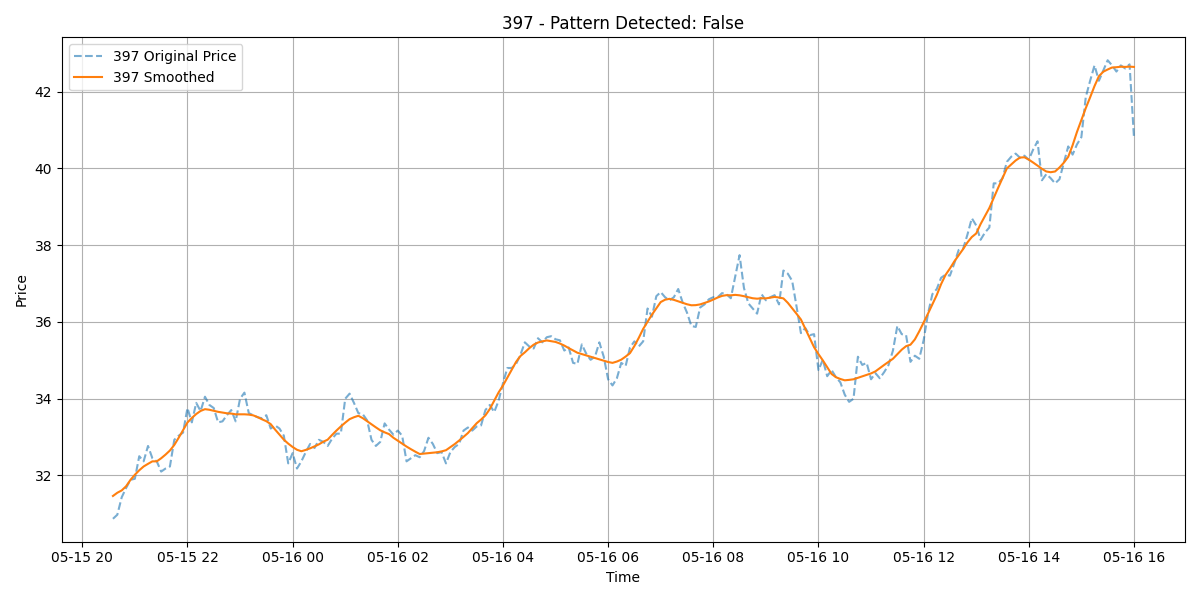 397 - Pattern Detected: False
397 Original Price
397 Smoothed
Price
42
40
38
36
34
32
05-15 20 05-15 22 05-16 00 05-16 02 05-16 04 05-16 06 05-16 08 05-16 10 05-16 12 05-16 14 05-16 16
Time